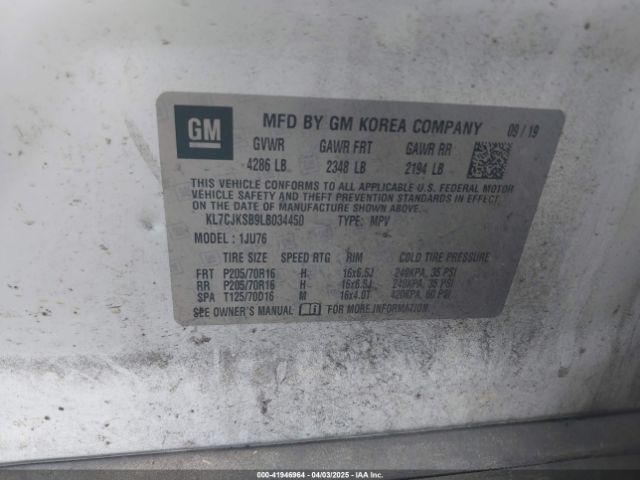 GM
MFD BY GM KOREA COMPANY 09/19
GVWR GAWR FRT GAWR RR
4286 LB 2348 LB 2194 LB
THIS VEHICLE CONFORMS TO ALL APPLICABLE U.S. FEDERAL MOTOR
VEHICLE SAFETY AND THEFT PREVENTION STANDARDS IN EFFECT
ON THE DATE OF MANUFACTURE SHOWN ABOVE.
KL7CJKSB9LB034450 TYPE: MPV
MODEL: 1JU76
TIRE SIZE SPEED RTG RIM COLD TIRE PRESSURE
FRT P205/70R16 H 16x6.5J 240KPA, 35 PSI
RR P205/70R16 H 16x6.5J 240KPA, 35 PSI
SPA T125/70D16 M 16x4.0T 420KPA, 60 PSI
SEE OWNER'S MANUAL FOR MORE INFORMATION
000-41946964 04/03/2025 IAA INC.